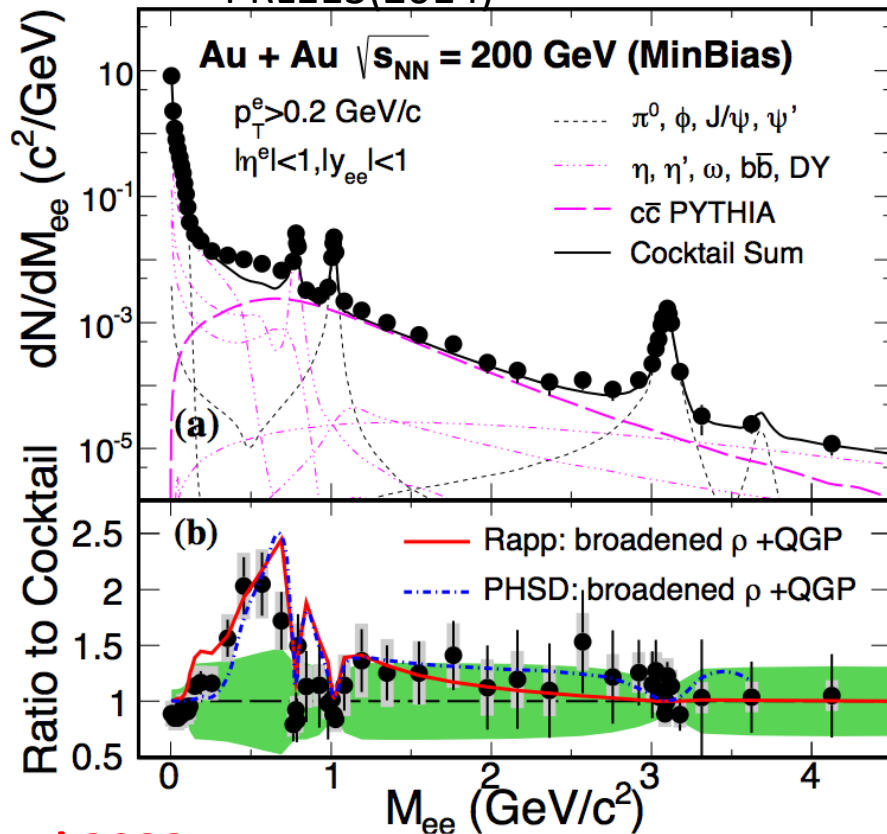 Au + Au √s_NN = 200 GeV (MinBias)
p_T^e>0.2 GeV/c
|η^e|<1,|y_ee|<1
π⁰, ϕ, J/ψ, ψ’
η, η’, ω, bb̅, DY
cc̅ PYTHIA
Cocktail Sum
dN/dM_ee (c²/GeV)
10
10⁻¹
10⁻³
10⁻⁵
(a)
(b)
Rapp: broadened ρ +QGP
PHSD: broadened ρ +QGP
Ratio to Cocktail
2.5
2
1.5
1
0.5
0 1 2 3 4
M_ee (GeV/c²)